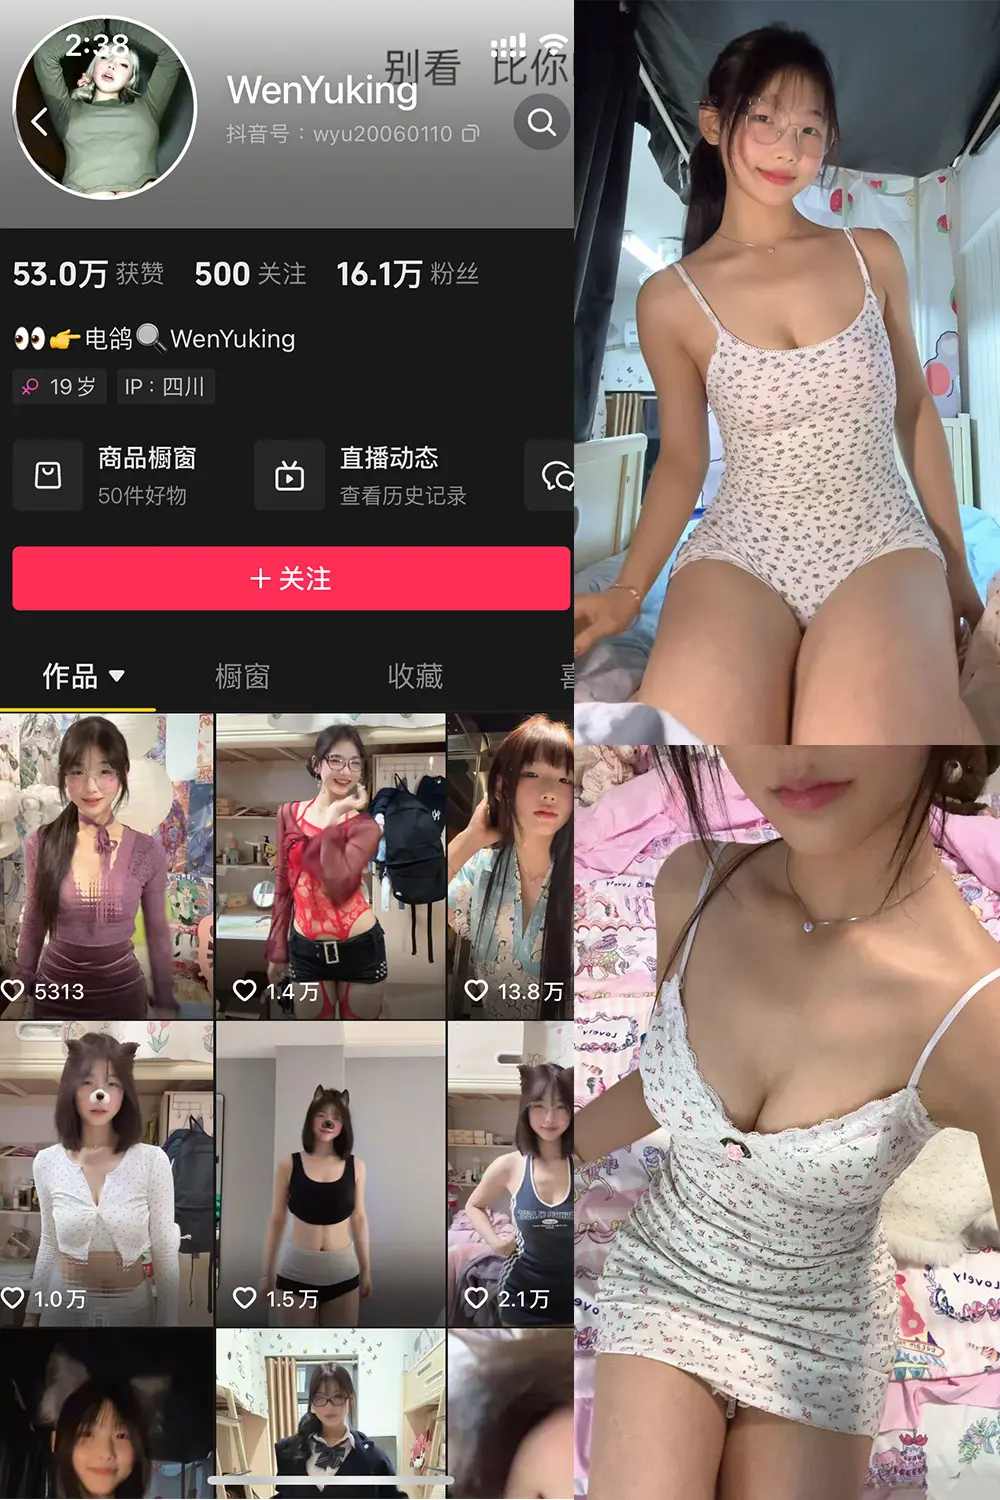 2:38
别看 比你
WenYuking
抖音号：wyu20060110
53.0万 获赞 500 关注 16.1万 粉丝
👀👉电鸽🔍WenYuking
19岁 IP：四川
商品橱窗
50件好物
直播动态
查看历史记录
＋关注
作品 橱窗 收藏
5313 1.4万 13.8万
1.0万 1.5万 2.1万
Lovely
Lovely